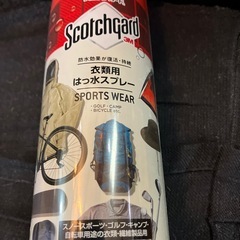 Scotchgard
3M
防水効果が復活・持続
衣類用
はっ水スプレー
SPORTS WEAR
GOLF・CAMP
BICYCLE etc.
スノースポーツ・ゴルフ・キャンプ・
自転車用途の衣類・繊維製品用